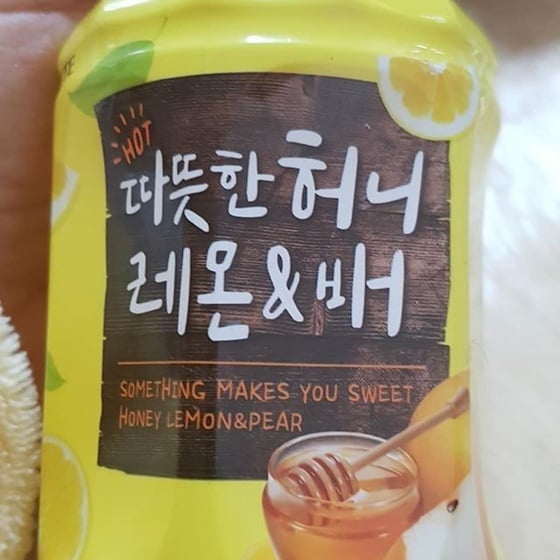 HOT
따뜻한 허니
레몬&배
SOMETHING MAKES YOU SWEET
HONEY LEMON&PEAR